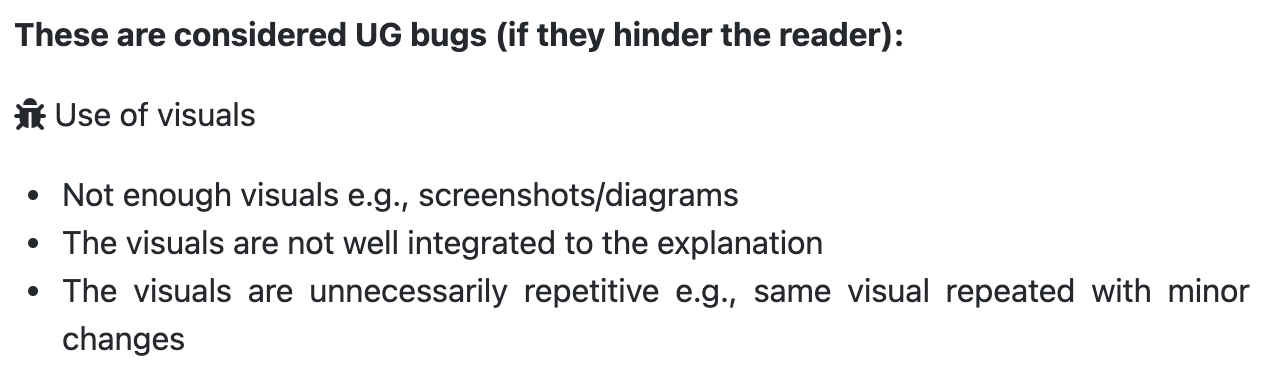 These are considered UG bugs (if they hinder the reader):
Use of visuals
• Not enough visuals e.g., screenshots/diagrams
• The visuals are not well integrated to the explanation
• The visuals are unnecessarily repetitive e.g., same visual repeated with minor
changes